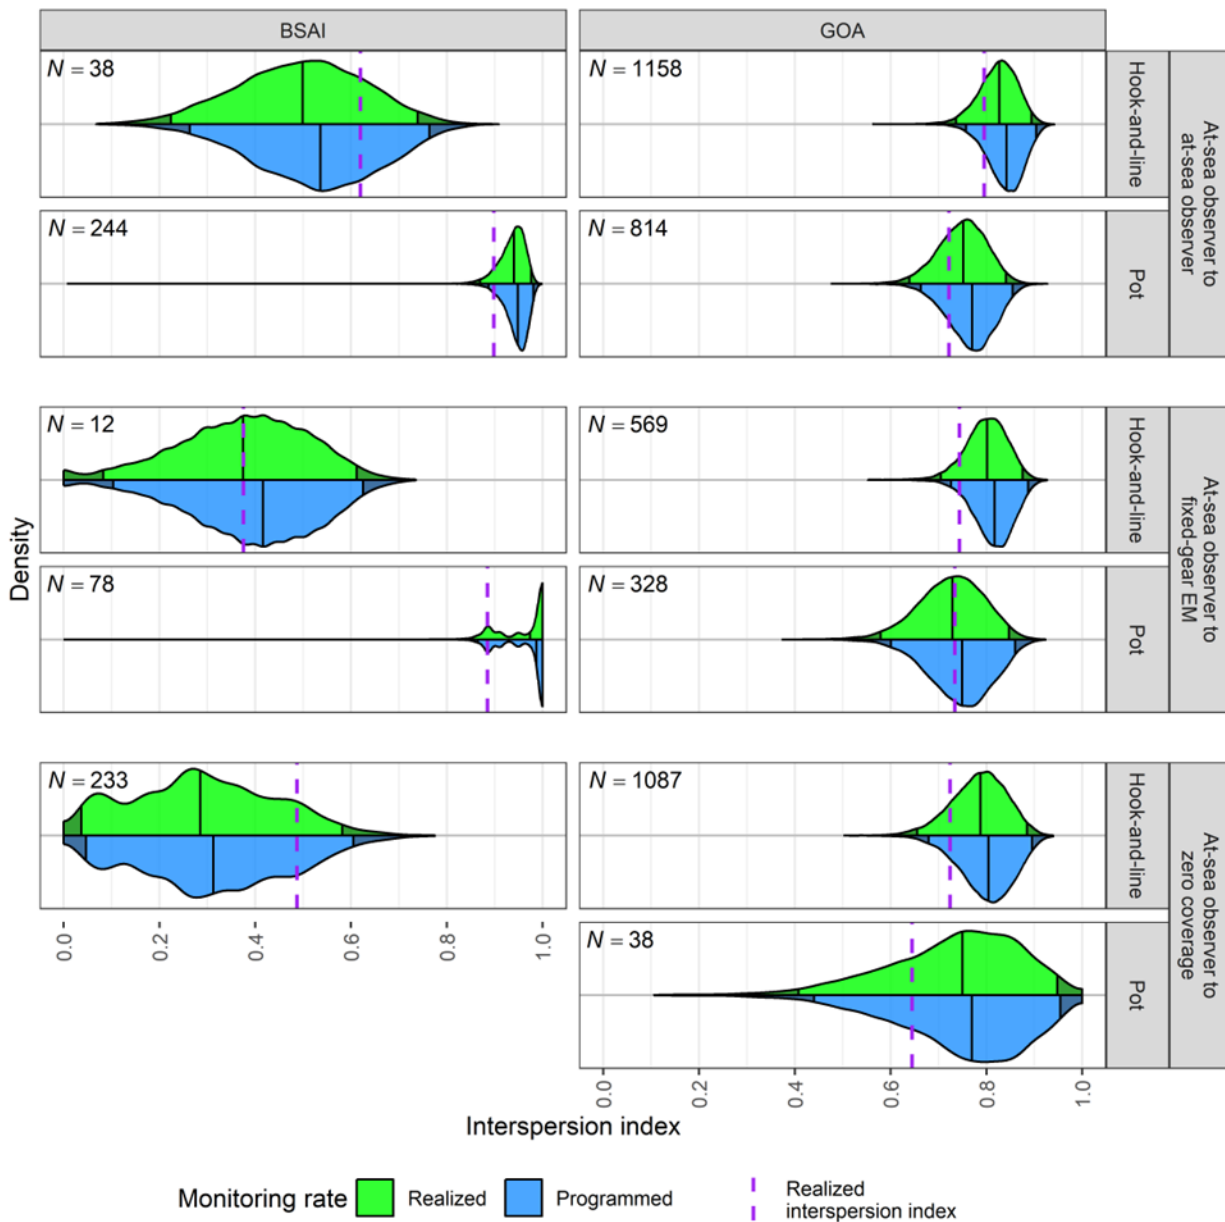 BSAI
GOA
N = 38
N = 1158
Hook-and-line
At-sea observer to
at-sea observer
N = 244
N = 814
Pot
N = 12
N = 569
Hook-and-line
At-sea observer to
fixed-gear EM
N = 78
N = 328
Pot
N = 233
N = 1087
Hook-and-line
At-sea observer to
zero coverage
N = 38
Pot
Density
0.0 0.2 0.4 0.6 0.8 1.0
0.0 0.2 0.4 0.6 0.8 1.0
Interspersion index
Monitoring rate
Realized
Programmed
Realized
interspersion index